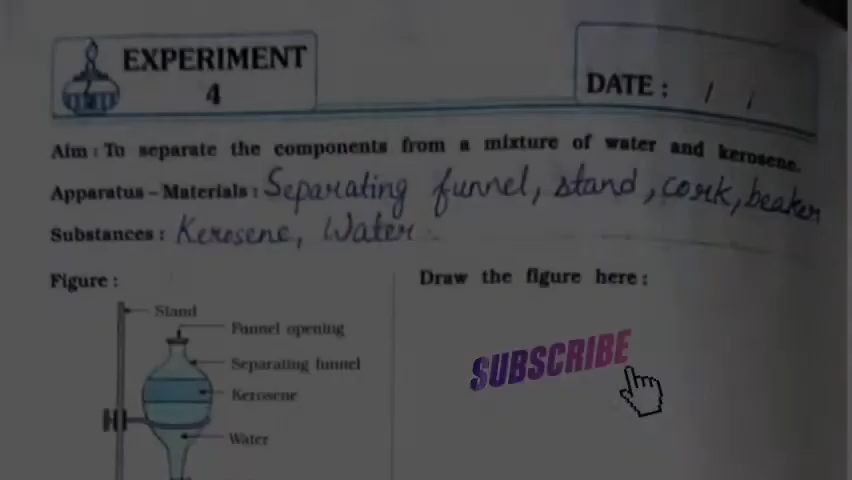 EXPERIMENT
4
DATE : / /
Aim : To separate the components from a mixture of water and kerosene.
Apparatus – Materials : Separating funnel, stand, cork, beaker
Substances : Kerosene, Water.
Figure :
Draw the figure here :
Stand
Funnel opening
Separating funnel
Kerosene
Water
SUBSCRIBE